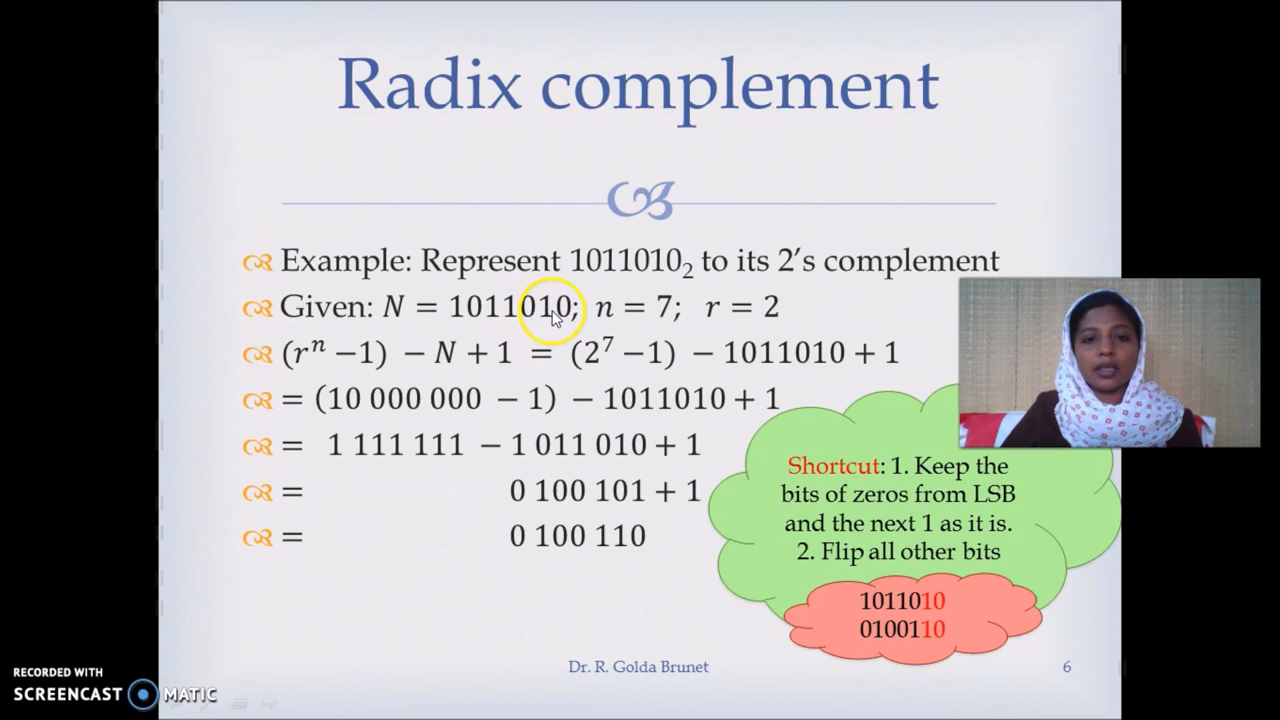 Radix complement
Example: Represent 1011010₂ to its 2's complement
Given: N = 1011010; n = 7; r = 2
(rⁿ −1) − N + 1 = (2⁷ −1) − 1011010 + 1
= (10 000 000 − 1) − 1011010 + 1
= 1 111 111 − 1 011 010 + 1
= 0 100 101 + 1
= 0 100 110
Shortcut: 1. Keep the
bits of zeros from LSB
and the next 1 as it is.
2. Flip all other bits
1011010
0100110
Dr. R. Golda Brunet
6
RECORDED WITH
SCREENCAST MATIC